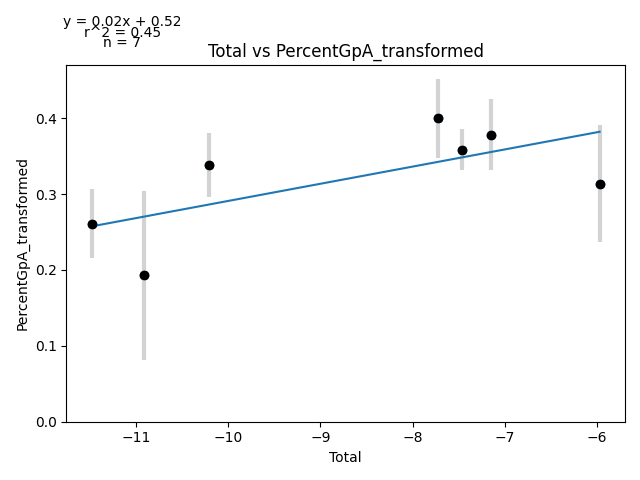 y = 0.02x + 0.52
r^2 = 0.45
n = 7
Total vs PercentGpA_transformed
0.4
0.3
0.2
0.1
0.0
PercentGpA_transformed
−11
−10
−9
−8
−7
−6
Total